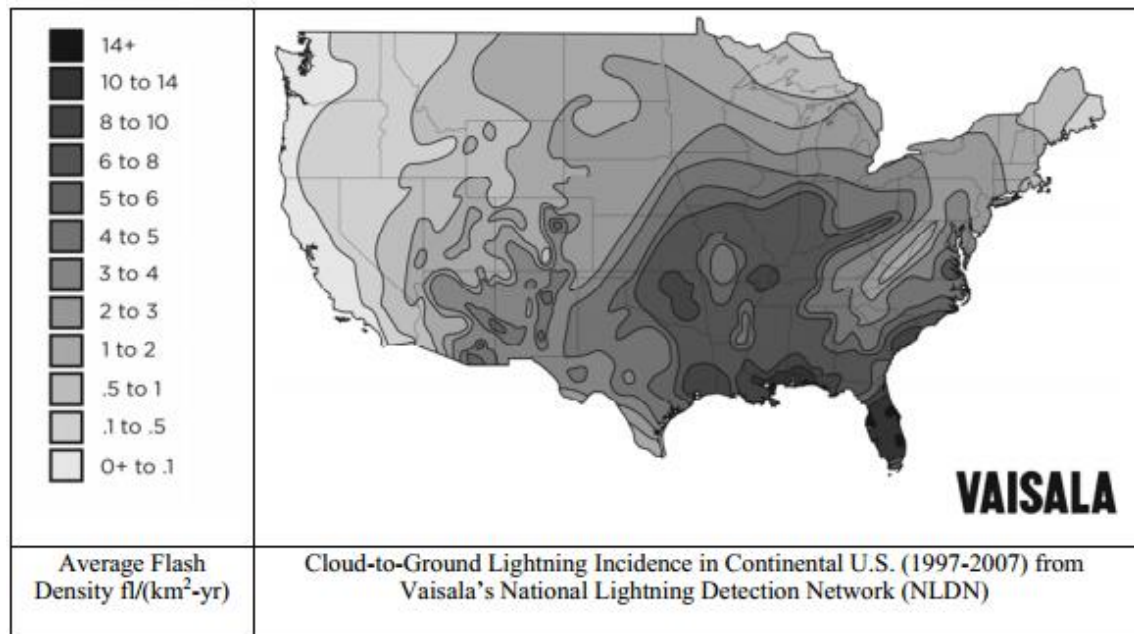 14+
10 to 14
8 to 10
6 to 8
5 to 6
4 to 5
3 to 4
2 to 3
1 to 2
.5 to 1
.1 to .5
0+ to .1
VAISALA
Average Flash
Density fl/(km²-yr)
Cloud-to-Ground Lightning Incidence in Continental U.S. (1997-2007) from
Vaisala's National Lightning Detection Network (NLDN)